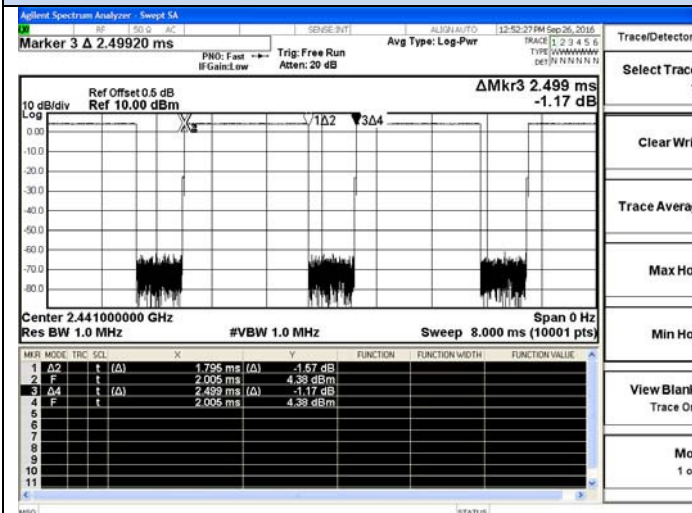 Agilent Spectrum Analyzer - Swept SA
RF 50 Ω AC SENSE:INT ALIGN AUTO 12:52:27 PM Sep 26, 2016
Marker 3 Δ 2.49920 ms
PNO: Fast
IFGain:Low
Trig: Free Run
Atten: 20 dB
Avg Type: Log-Pwr
TRACE 1 2 3 4 5 6
TYPE WWWWWW
DET N N N N N N
Ref Offset 0.5 dB
10 dB/div Ref 10.00 dBm
ΔMkr3 2.499 ms
-1.17 dB
Log
0.00
-10.0
-20.0
-30.0
-40.0
-50.0
-60.0
-70.0
-80.0
1Δ2
3Δ4
Center 2.441000000 GHz Span 0 Hz
Res BW 1.0 MHz #VBW 1.0 MHz Sweep 8.000 ms (10001 pts)
MKR MODE TRC SCL X Y FUNCTION FUNCTION WIDTH FUNCTION VALUE
1 Δ2 t (Δ) 1.795 ms (Δ) -1.57 dB
2 F t 2.005 ms 4.38 dBm
3 Δ4 t (Δ) 2.499 ms (Δ) -1.17 dB
4 F t 2.005 ms 4.38 dBm
5
6
7
8
9
10
11
MSG STATUS
Trace/Detector
Select Trace
Clear Wri
Trace Avera
Max Ho
Min Ho
View Blank
Trace On
Mo
1 o